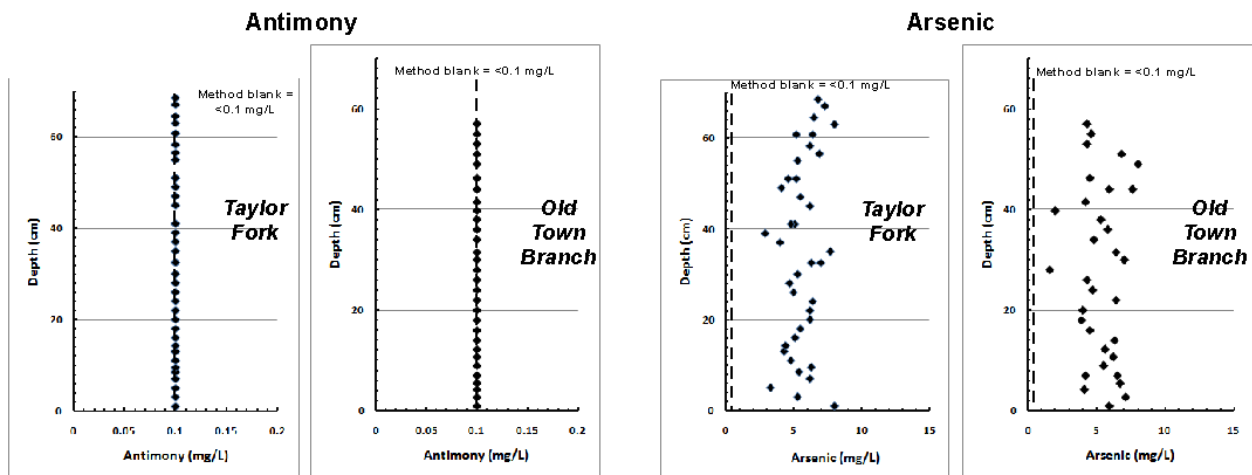 Antimony
Method blank =
<0.1 mg/L
60
40
20
0
Depth (cm)
Taylor
Fork
0
0.05
0.1
0.15
0.2
Antimony (mg/L)
Method blank = <0.1 mg/L
60
40
20
0
Depth (cm)
Old
Town
Branch
0
0.05
0.1
0.15
0.2
Antimony (mg/L)
Arsenic
Method blank = <0.1 mg/L
60
40
20
0
Depth (cm)
Taylor
Fork
0
5
10
15
Arsenic (mg/L)
Method blank = <0.1 mg/L
60
40
20
0
Depth (cm)
Old
Town
Branch
0
5
10
15
Arsenic (mg/L)